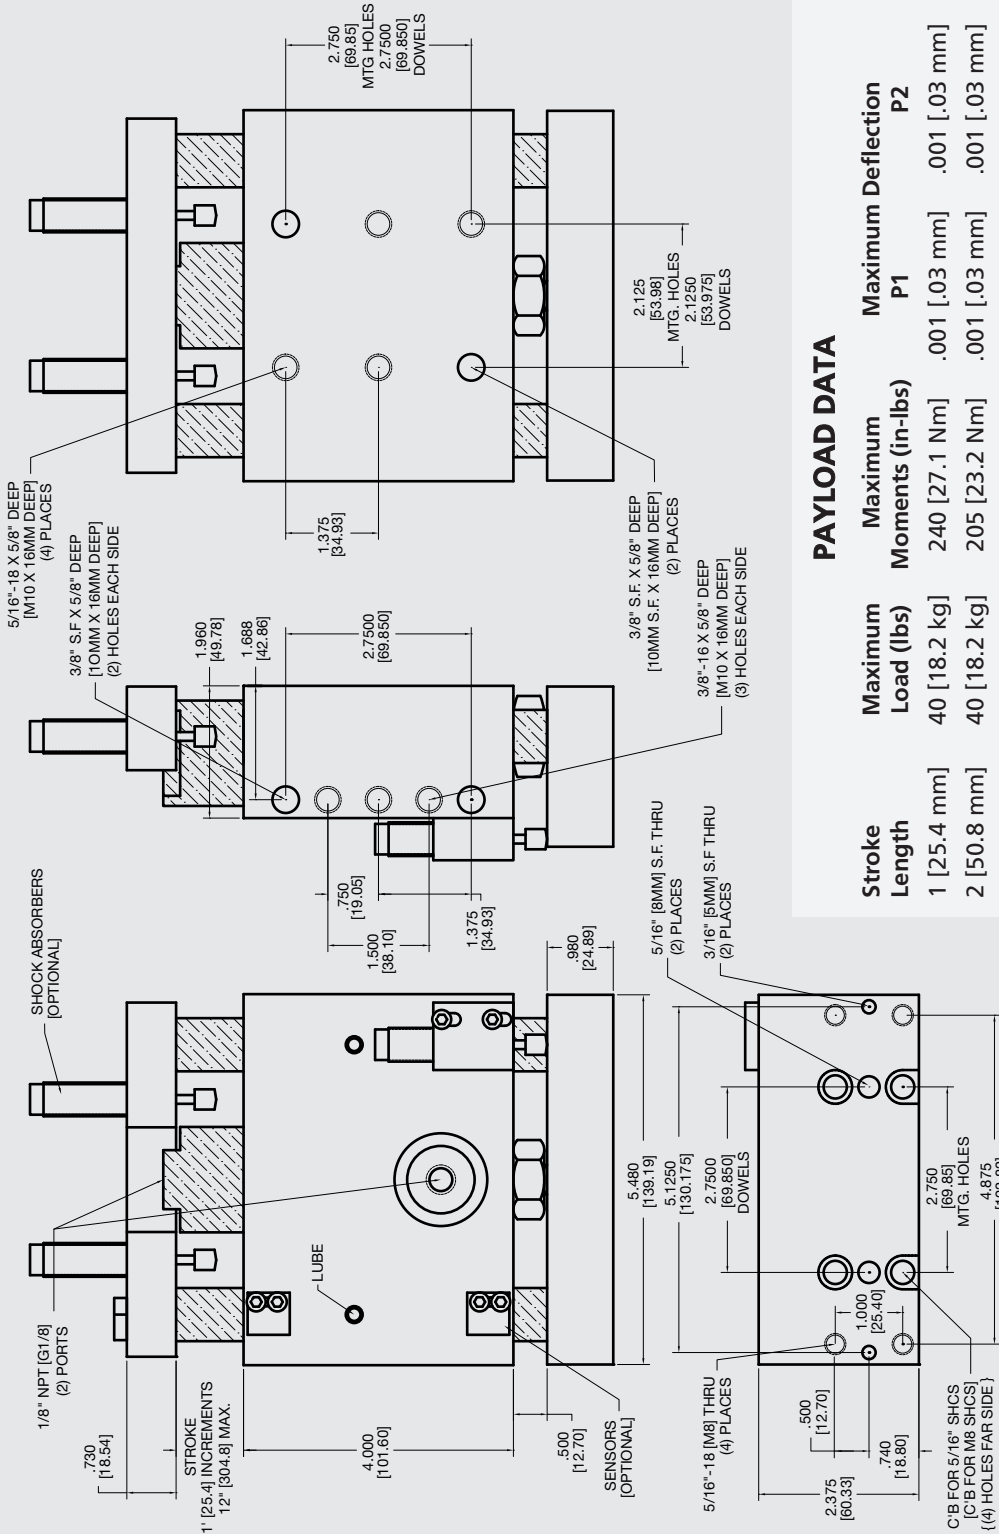 2.750
[69.85]
MTG HOLES
2.7500
[69.850]
DOWELS
2.125
[53.98]
MTG. HOLES
2.1250
[53.975]
DOWELS
5/16"-18 X 5/8" DEEP
[M10 X 16MM DEEP]
(4) PLACES
1.375
[34.93]
3/8" S.F. X 5/8" DEEP
[10MM S.F. X 16MM DEEP]
(2) PLACES
3/8" S.F X 5/8" DEEP
[1OMM X 16MM DEEP]
(2) HOLES EACH SIDE
1.960
[49.78]
1.688
[42.86]
2.7500
[69.850]
3/8"-16 X 5/8" DEEP
[M10 X 16MM DEEP]
(3) HOLES EACH SIDE
.750
[19.05]
1.500
[38.10]
1.375
[34.93]
SHOCK ABSORBERS
[OPTIONAL]
.980
[24.89]
5.480
[139.19]
LUBE
1/8" NPT [G1/8]
(2) PORTS
.730
[18.54]
STROKE
1' [25.4] INCREMENTS
12" [304.8] MAX.
4.000
[101.60]
.500
[12.70]
SENSORS
[OPTIONAL]
5/16" [8MM] S.F. THRU
(2) PLACES
3/16" [5MM] S.F THRU
(2) PLACES
5.1250
[130.175]
2.7500
[69.850]
DOWELS
2.750
[69.85]
MTG. HOLES
4.875
1.000
[25.40]
5/16"-18 [M8] THRU
(4) PLACES
.500
[12.70]
.740
[18.80]
2.375
[60.33]
C'B FOR 5/16" SHCS
[C'B FOR M8 SHCS]
{(4) HOLES FAR SIDE }
PAYLOAD DATA
Stroke Maximum Maximum Maximum Deflection
Length Load (lbs) Moments (in-lbs) P1 P2
1 [25.4 mm] 40 [18.2 kg] 240 [27.1 Nm] .001 [.03 mm] .001 [.03 mm]
2 [50.8 mm] 40 [18.2 kg] 205 [23.2 Nm] .001 [.03 mm] .001 [.03 mm]